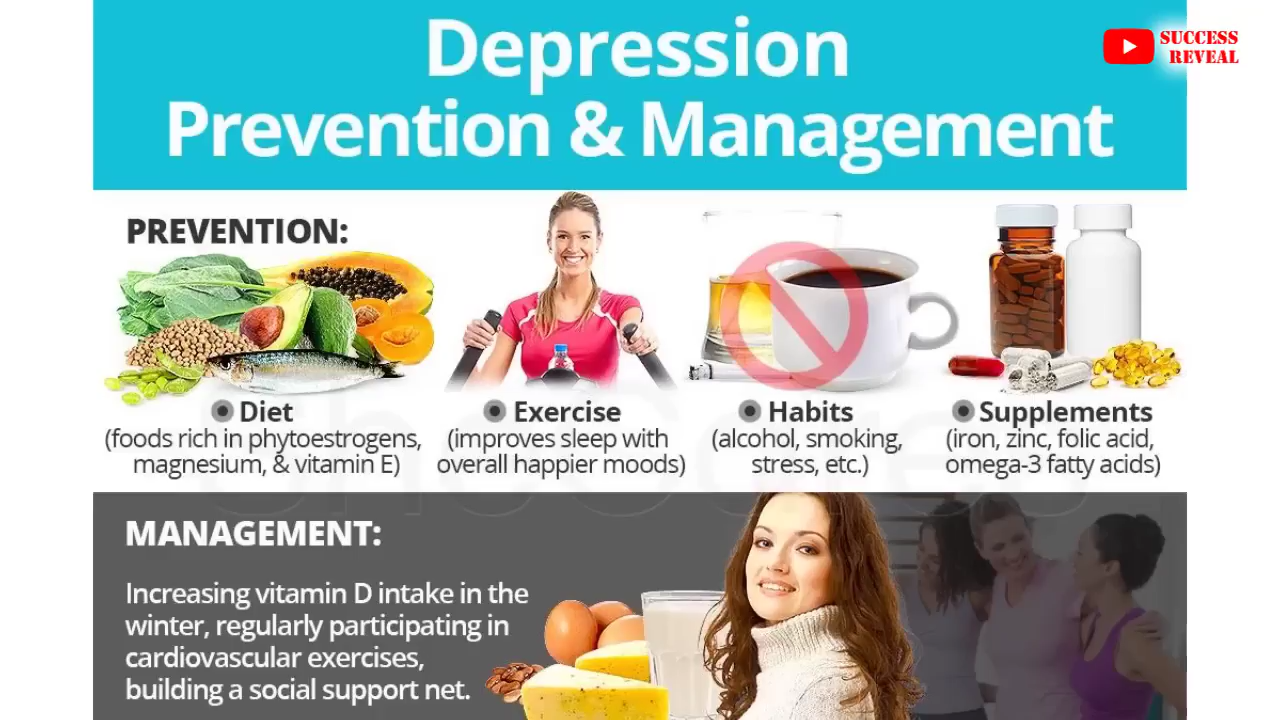 Depression
Prevention & Management
SUCCESS
REVEAL
PREVENTION:
Diet
(foods rich in phytoestrogens,
magnesium, & vitamin E)
Exercise
(improves sleep with
overall happier moods)
Habits
(alcohol, smoking,
stress, etc.)
Supplements
(iron, zinc, folic acid,
omega-3 fatty acids)
MANAGEMENT:
Increasing vitamin D intake in the
winter, regularly participating in
cardiovascular exercises,
building a social support net.